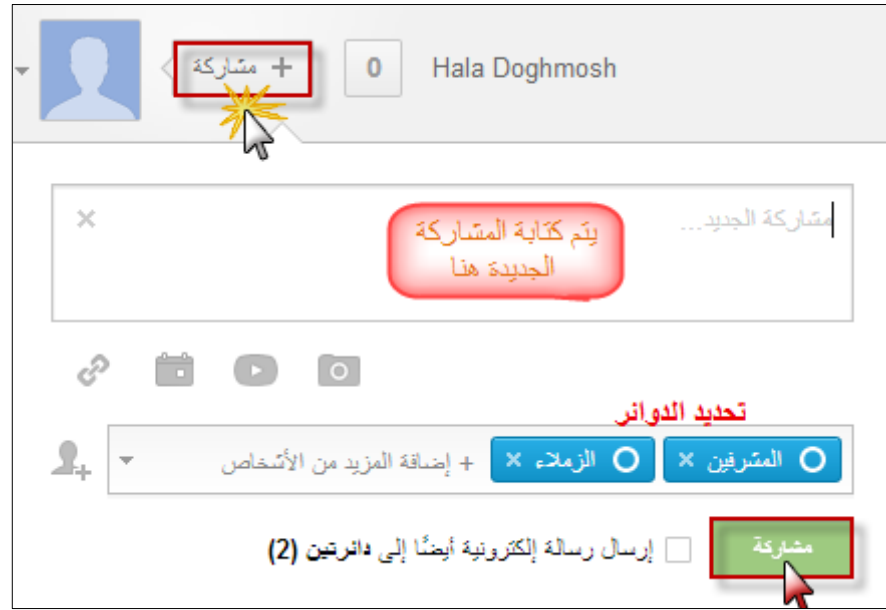 Hala Doghmosh
0
+ مشاركة
مشاركة الجديد...
يتم كتابة المشاركة
الجديدة هنا
تحديد الدوائر
المشرفين ×
الزملاء ×
+ إضافة المزيد من الأشخاص
مشاركة
إرسال رسالة إلكترونية أيضًا إلى دائرتين (2)